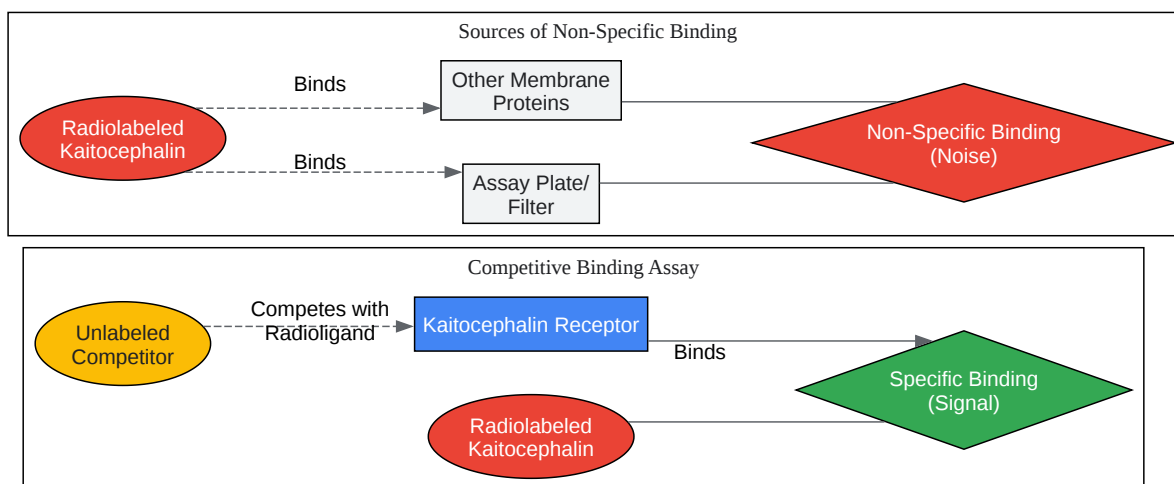 Sources of Non-Specific Binding
Binds
Other Membrane
Proteins
Radiolabeled
Kaitocephalin
Non-Specific Binding
(Noise)
Binds
Assay Plate/
Filter
Competitive Binding Assay
Unlabeled
Competitor
Competes with
Radioligand
Kaitocephalin Receptor
Binds
Specific Binding
(Signal)
Radiolabeled
Kaitocephalin